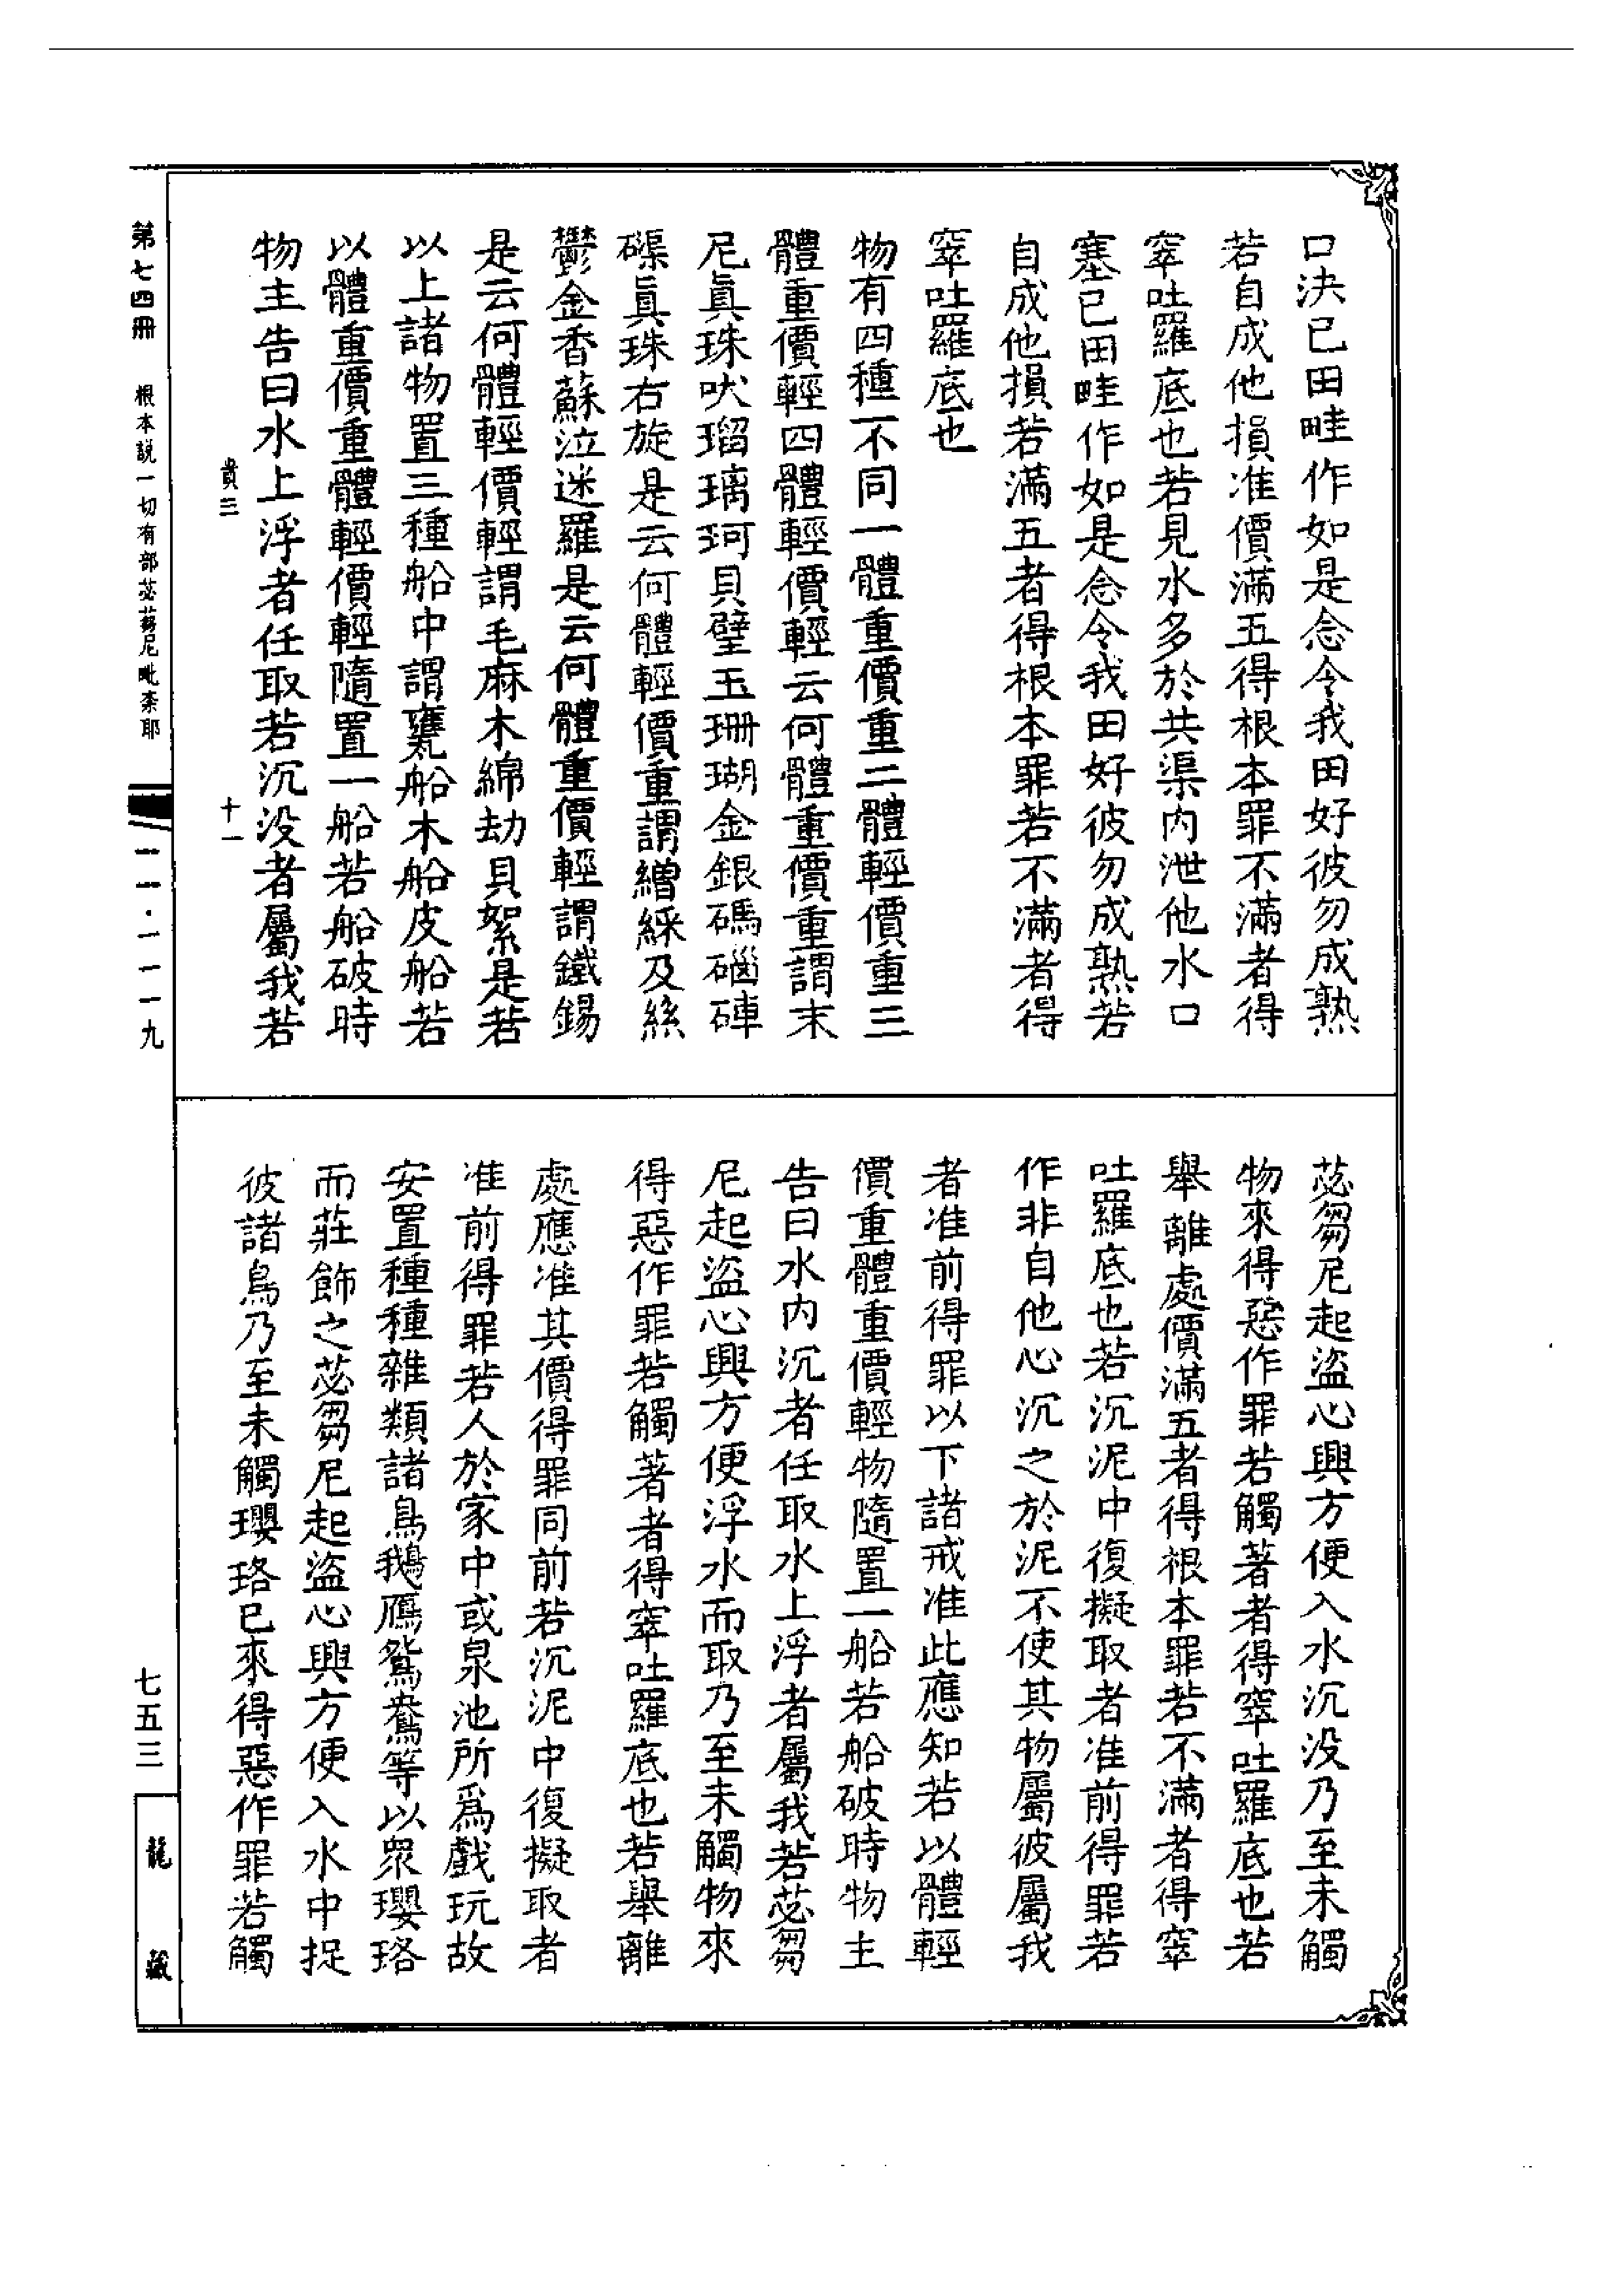 口決已田畦作如是念令我田好彼勿成熟
若自成他損准價滿五得根本罪不滿者得
窣吐羅底也若見水多於共渠内泄他水口
塞已田畦作如是念令我田好彼勿成熟若
自成他損若滿五者得根本罪若不滿者得
窣吐羅底也
物有四種不同一體重價重二體輕價重三
體重價輕四體輕價輕云何體重價重謂末
尼眞珠吠瑠璃珂貝璧玉珊瑚金銀碼碯硨
磲眞珠右旋是云何體輕價重謂繒綵及絲
鬱金香蘇泣迷羅是云何體重價輕謂鐵錫
是云何體輕價輕謂毛麻木綿劫貝絮是若
以上諸物置三種船中謂甕船木船皮船若
以體重價重體輕價輕隨置一船若船破時
物主告曰水上浮者任取若沉没者屬我若
苾芻尼起盜心興方便入水沉没乃至未觸
物來得惡作罪若觸著者得窣吐羅底也若
舉離處價滿五者得根本罪若不滿者得窣
吐羅底也若沉泥中復擬取者准前得罪若
作非自他心沉之於泥不使其物屬彼屬我
者准前得罪以下諸戒准此應知若以體輕
價重體重價輕物隨置一船若船破時物主
告曰水内沉者任取水上浮者屬我若苾芻
尼起盜心興方便浮水而取乃至未觸物來
得惡作罪若觸著者得窣吐羅底也若舉離
處應准其價得罪同前若沉泥中復擬取者
准前得罪若人於家中或泉池所爲戲玩故
安置種種雜類諸鳥鵝鴈鴛鴦等以眾瓔珞
而莊飾之苾芻尼起盜心興方便入水中捉
彼諸鳥乃至未觸瓔珞已來得惡作罪若觸
貴三
十一
第七四冊
根本說一切有部苾蒭尼毗柰耶
一一·一一一九
七五三
龍藏